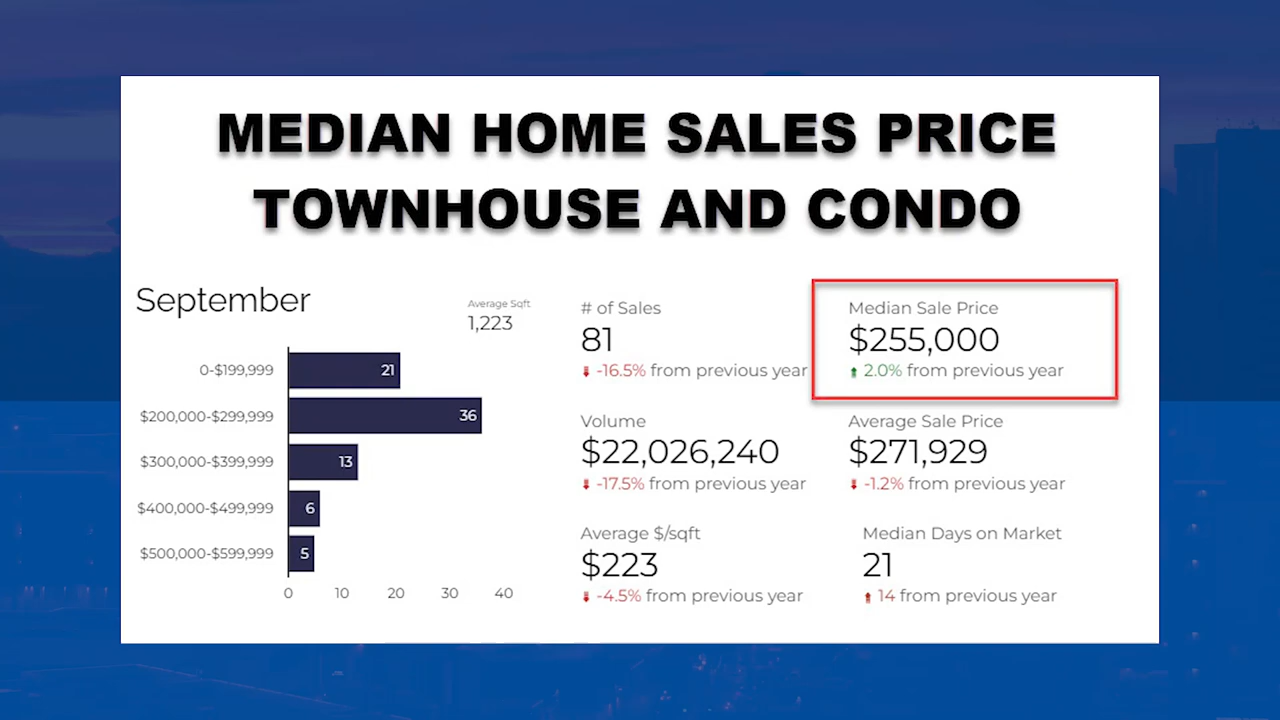 MEDIAN HOME SALES PRICE
TOWNHOUSE AND CONDO
September
Average Sqft
1,223
0-$199,999
21
$200,000-$299,999
36
$300,000-$399,999
13
$400,000-$499,999
6
$500,000-$599,999
5
0 10 20 30 40
# of Sales
81
-16.5% from previous year
Median Sale Price
$255,000
2.0% from previous year
Volume
$22,026,240
-17.5% from previous year
Average Sale Price
$271,929
-1.2% from previous year
Average $/sqft
$223
-4.5% from previous year
Median Days on Market
21
14 from previous year